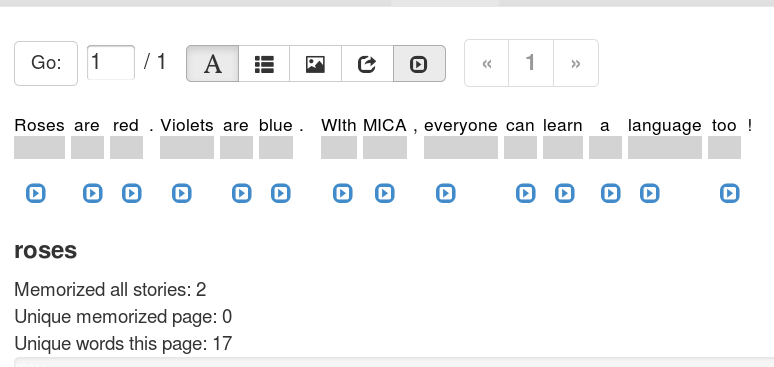 Go: 1 / 1 A « 1 »
Roses are red . Violets are blue . WIth MICA , everyone can learn a language too !
roses
Memorized all stories: 2
Unique memorized page: 0
Unique words this page: 17